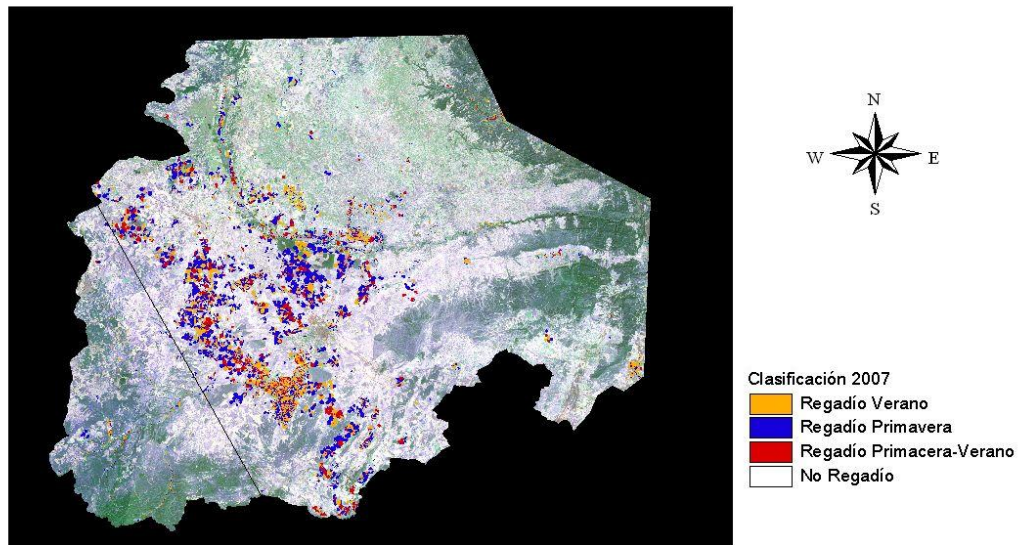 N
W E
S
Clasificación 2007
Regadío Verano
Regadío Primavera
Regadío Primacera-Verano
No Regadío